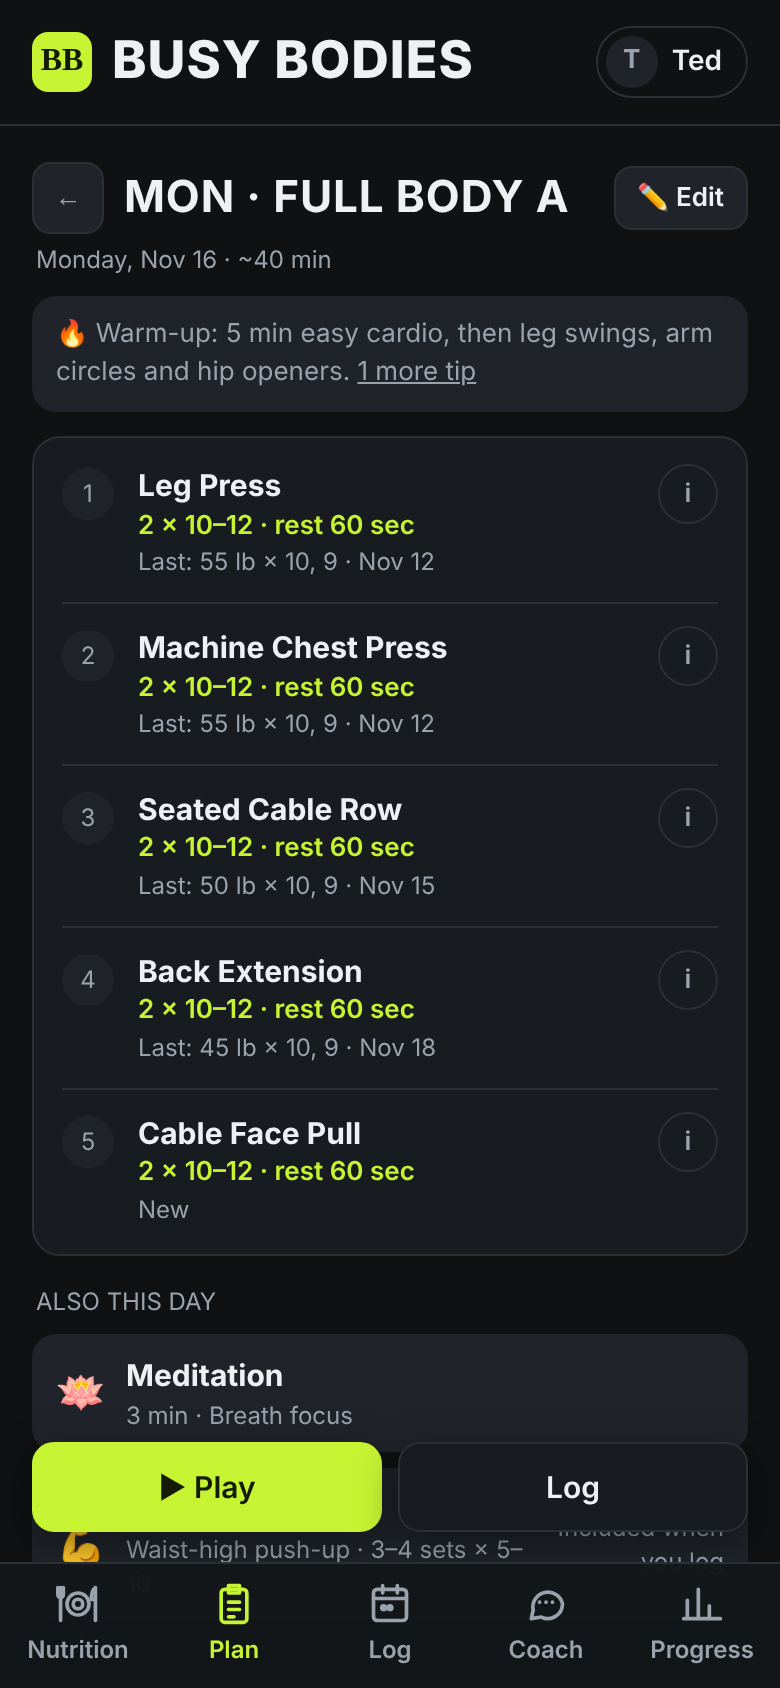 BB BUSY BODIES
T Ted
← MON · FULL BODY A
✏️ Edit
Monday, Nov 16 · ~40 min
🔥 Warm-up: 5 min easy cardio, then leg swings, arm
circles and hip openers. 1 more tip
1 Leg Press i
2 × 10–12 · rest 60 sec
Last: 55 lb × 10, 9 · Nov 12
2 Machine Chest Press i
2 × 10–12 · rest 60 sec
Last: 55 lb × 10, 9 · Nov 12
3 Seated Cable Row i
2 × 10–12 · rest 60 sec
Last: 50 lb × 10, 9 · Nov 15
4 Back Extension i
2 × 10–12 · rest 60 sec
Last: 45 lb × 10, 9 · Nov 18
5 Cable Face Pull i
2 × 10–12 · rest 60 sec
New
ALSO THIS DAY
Meditation
3 min · Breath focus
▶ Play
Log
Included when
you log
Waist-high push-up · 3–4 sets × 5–
10
Nutrition
Plan
Log
Coach
Progress